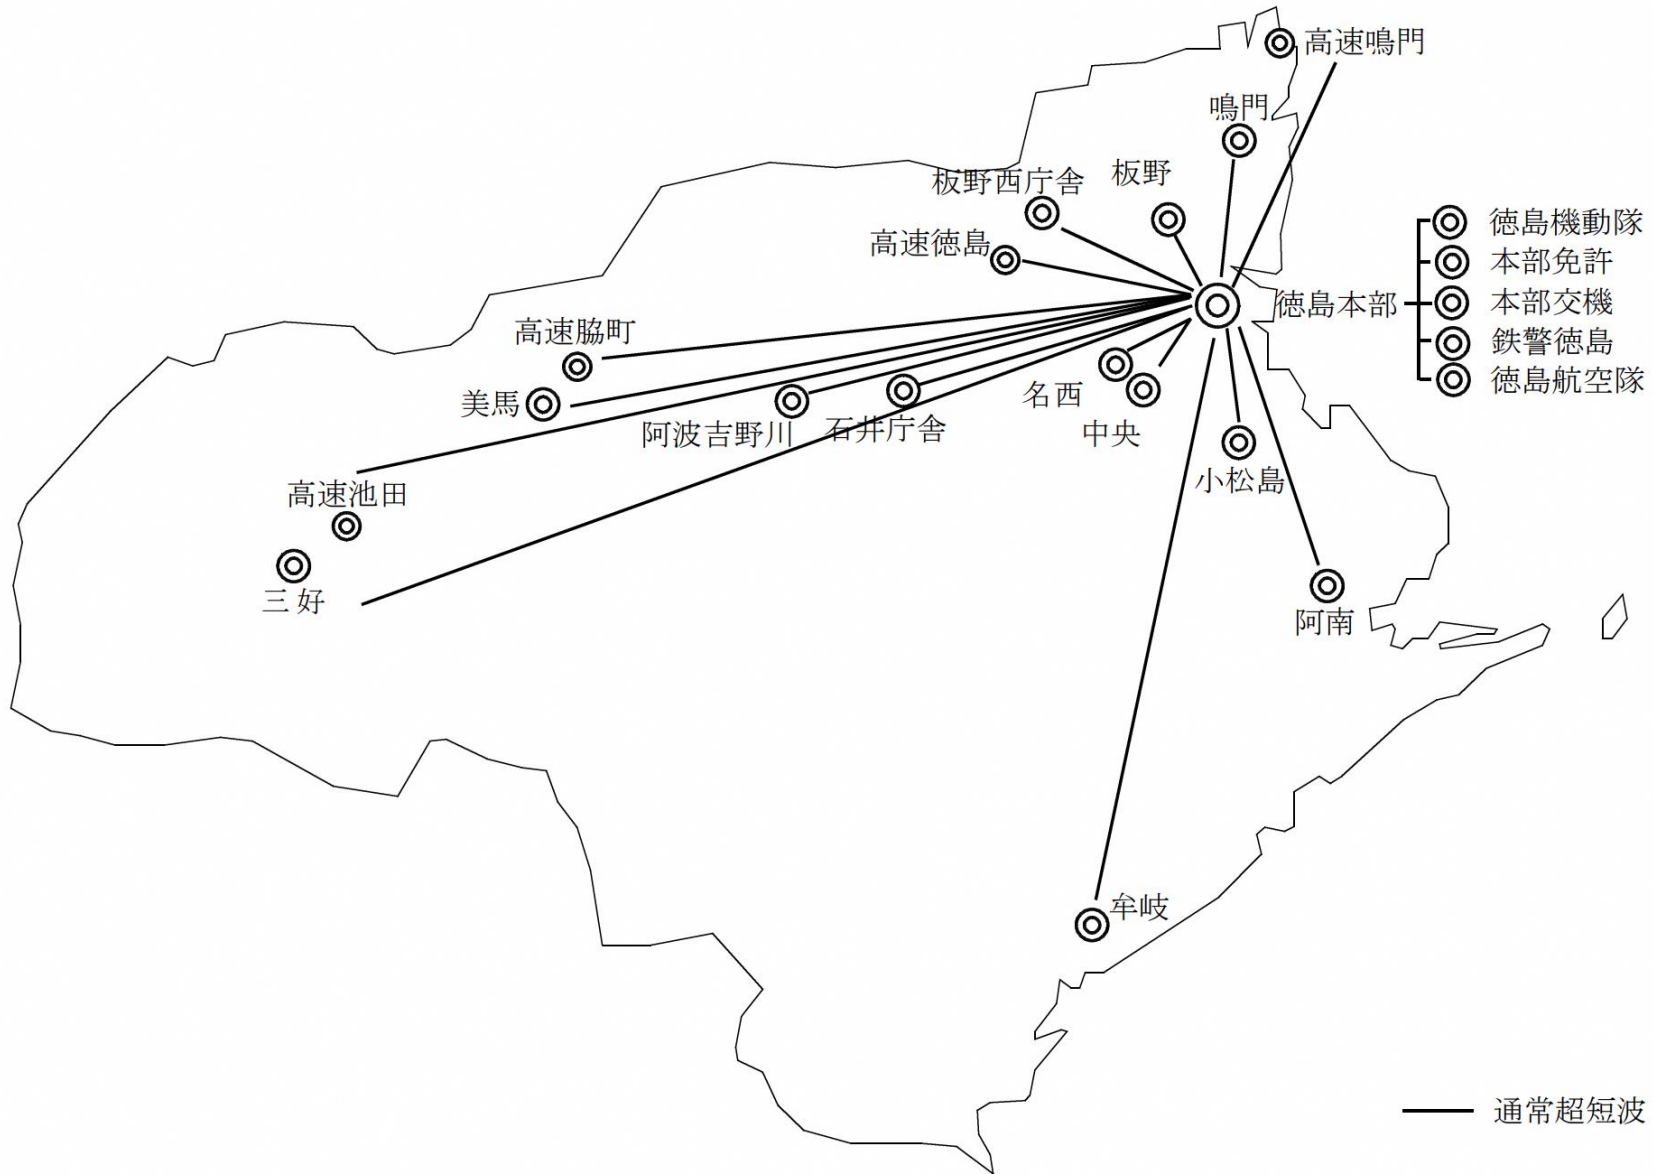 高速鳴門
鳴門
板野
板野西庁舎
高速徳島
徳島機動隊
本部免許
徳島本部
本部交機
鉄警徳島
徳島航空隊
高速脇町
美馬
阿波吉野川
石井庁舎
名西
中央
小松島
高速池田
三好
阿南
牟岐
通常超短波